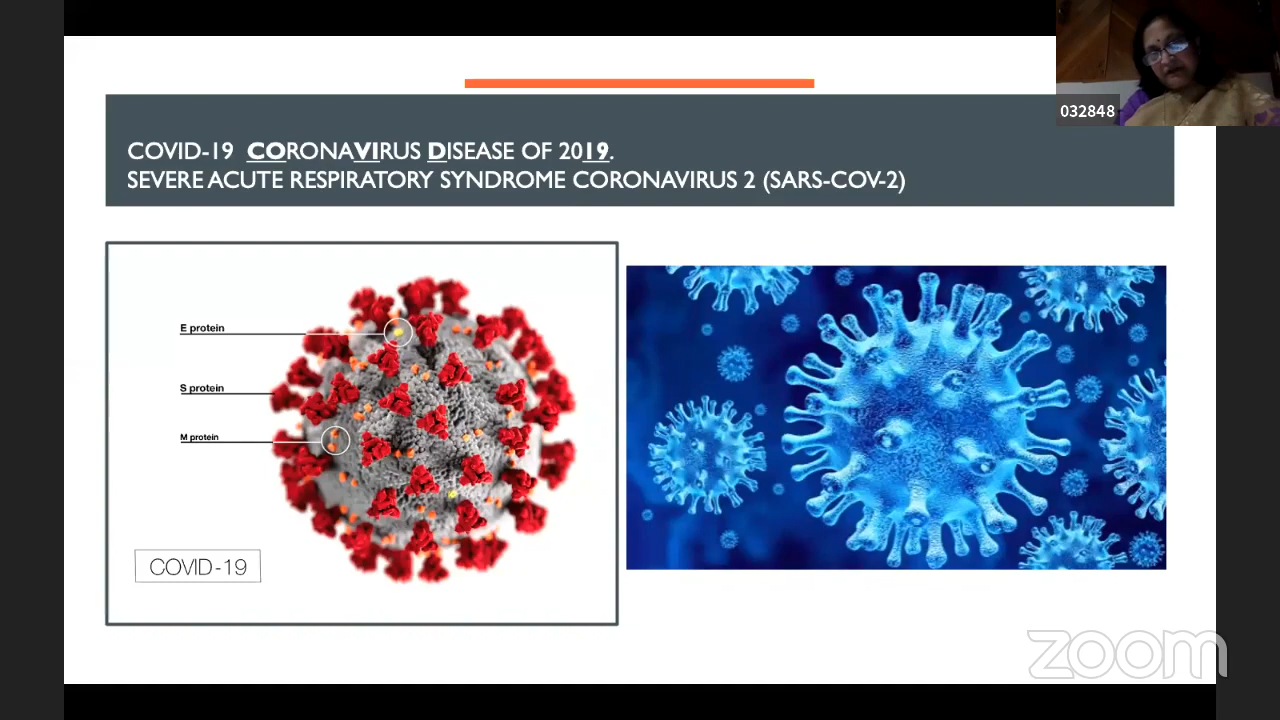 032848
COVID-19 CORONAVIRUS DISEASE OF 2019.
SEVERE ACUTE RESPIRATORY SYNDROME CORONAVIRUS 2 (SARS-COV-2)
E protein
S protein
M protein
COVID-19
zoom